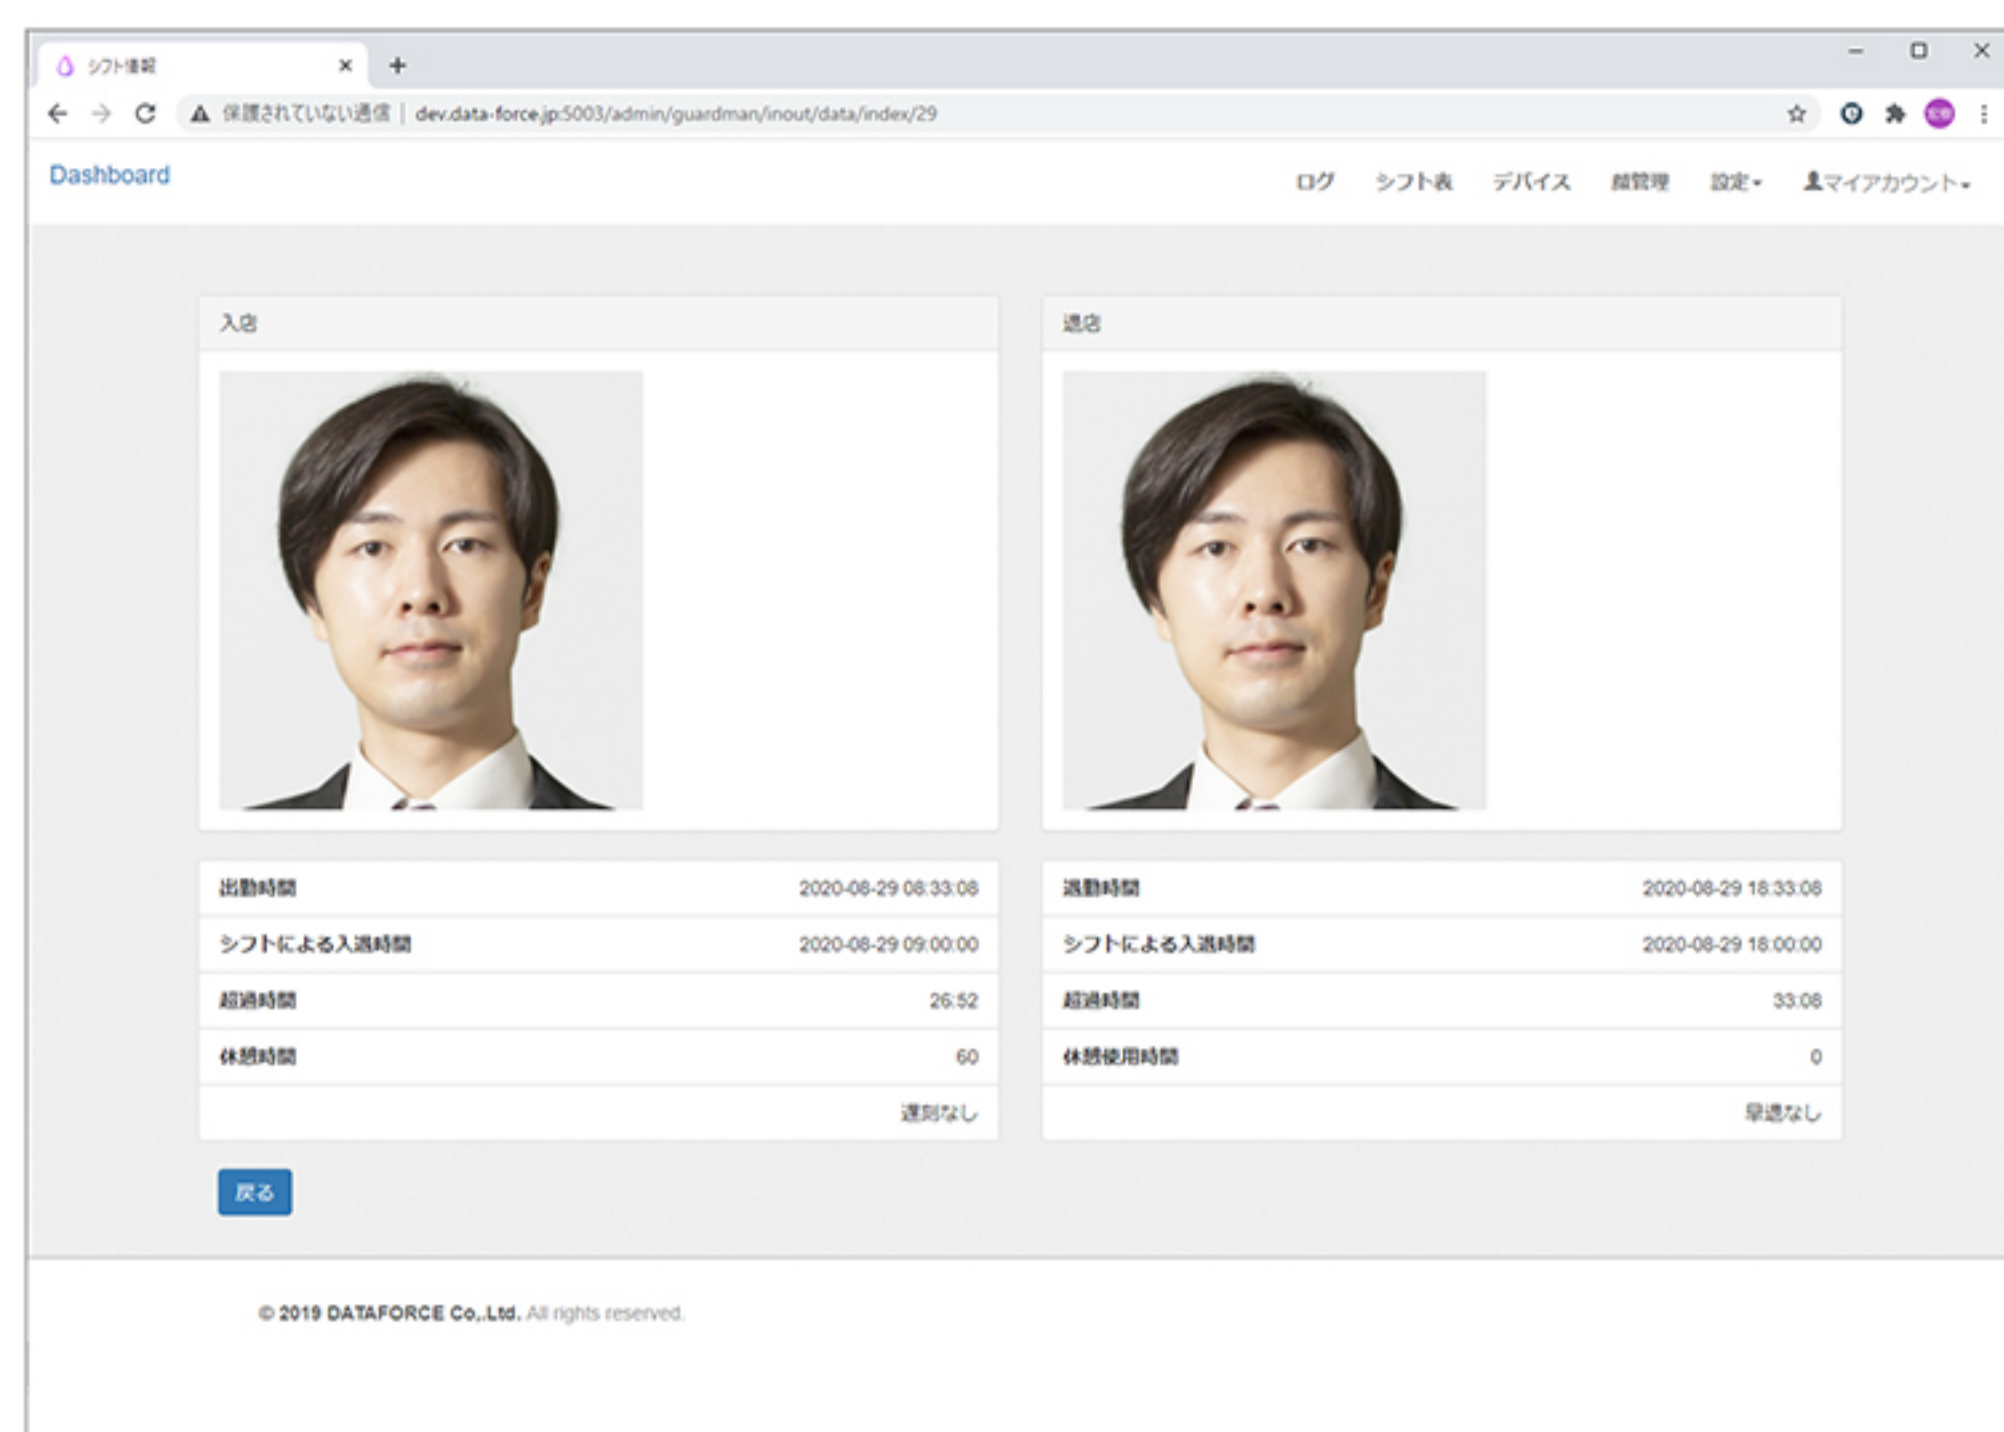 シフト情報
保護されていない通信 | dev.data-force.jp:5003/admin/guardman/inout/data/index/29
Dashboard ログ シフト表 デバイス 顔管理 設定 マイアカウント
入店
退店
出勤時間 2020-08-29 08:33:08
シフトによる入退時間 2020-08-29 09:00:00
超過時間 26:52
休憩時間 60
遅刻なし
退勤時間 2020-08-29 18:33:08
シフトによる入退時間 2020-08-29 18:00:00
超過時間 33:08
休憩使用時間 0
早退なし
戻る
© 2019 DATAFORCE Co,.Ltd. All rights reserved.